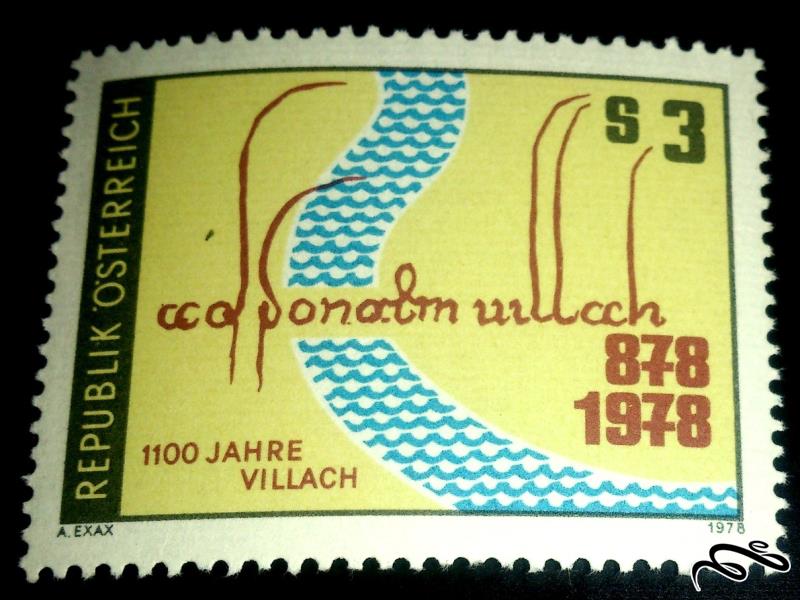 REPUBLIK ÖSTERREICH
S 3
ad pontem uillach
878
1978
1100 JAHRE
VILLACH
A. EXAX
1978